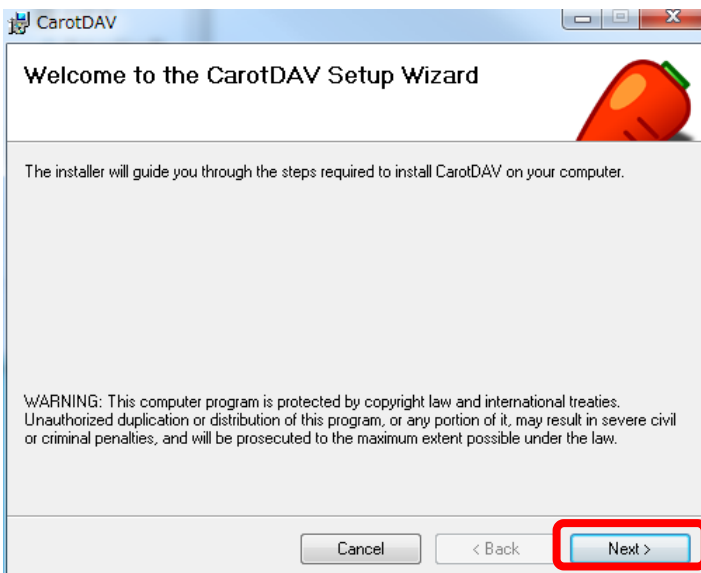 CarotDAV
Welcome to the CarotDAV Setup Wizard
The installer will guide you through the steps required to install CarotDAV on your computer.
WARNING: This computer program is protected by copyright law and international treaties.
Unauthorized duplication or distribution of this program, or any portion of it, may result in severe civil
or criminal penalties, and will be prosecuted to the maximum extent possible under the law.
Cancel
< Back
Next >